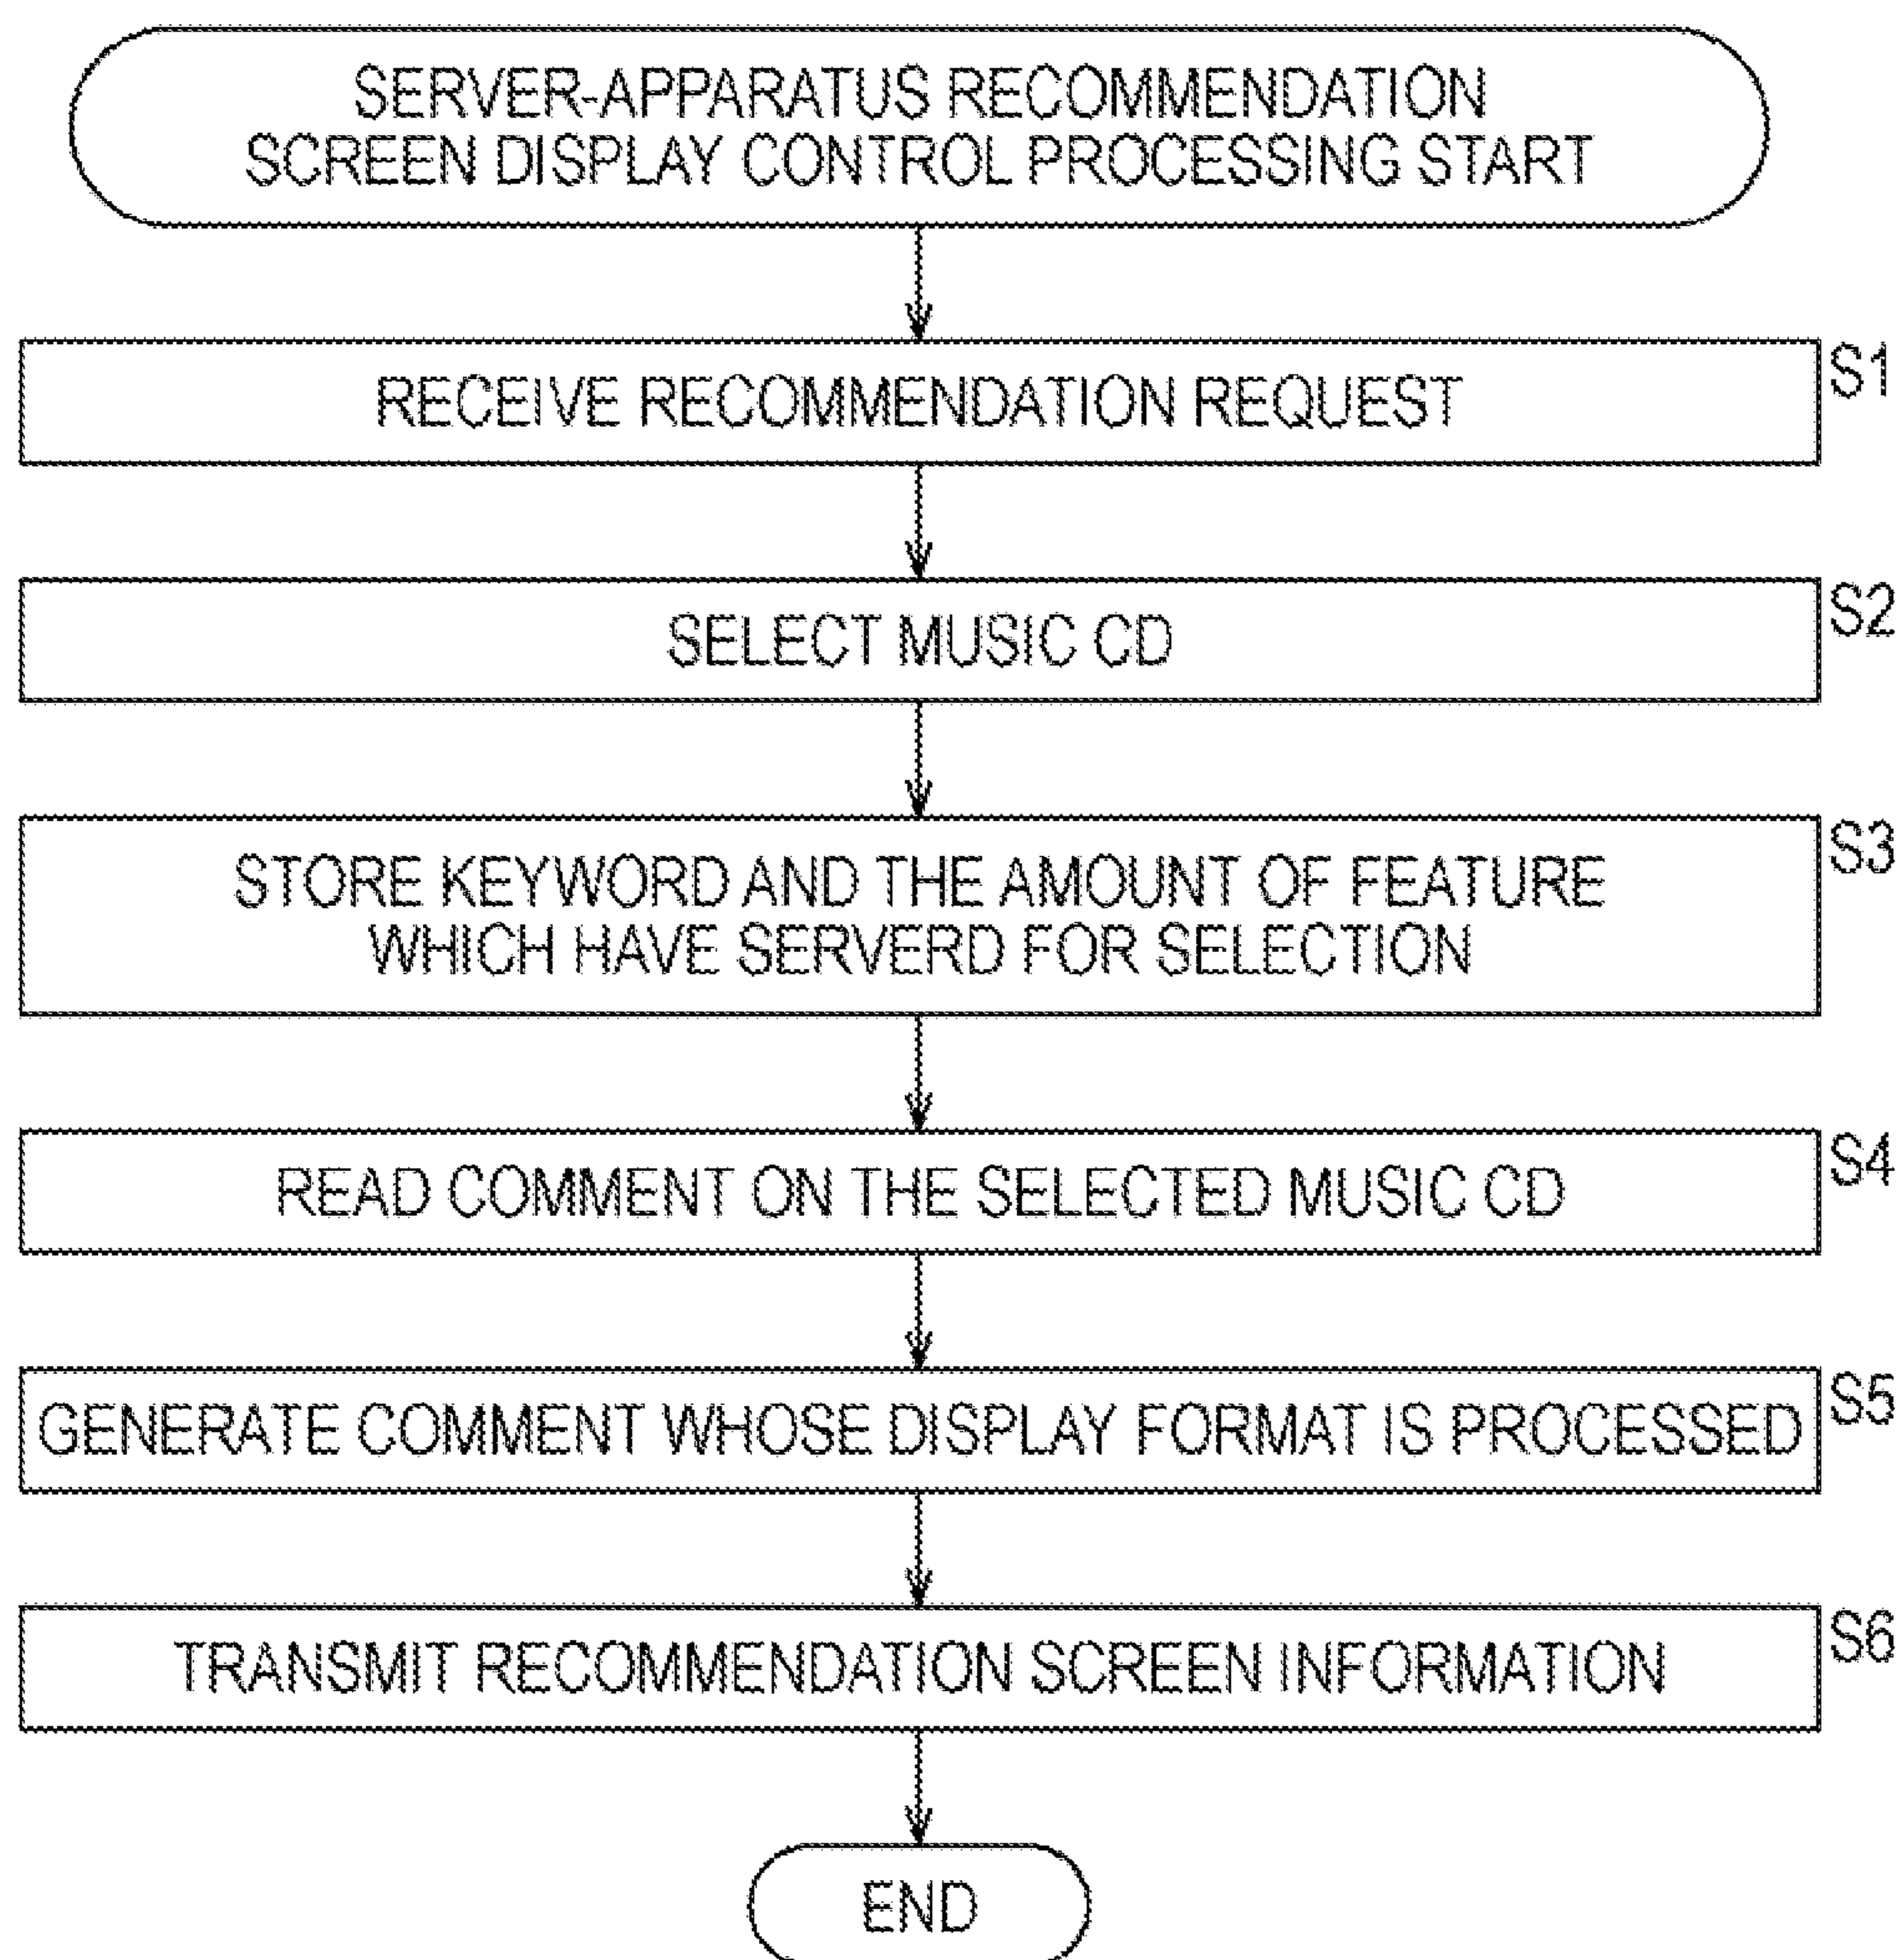 SERVER-APPARATUS RECOMMENDATION
SCREEN DISPLAY CONTROL PROCESSING START
S1
RECEIVE RECOMMENDATION REQUEST
S2
SELECT MUSIC CD
S3
STORE KEYWORD AND THE AMOUNT OF FEATURE
WHICH HAVE SERVERD FOR SELECTION
S4
READ COMMENT ON THE SELECTED MUSIC CD
S5
GENERATE COMMENT WHOSE DISPLAY FORMAT IS PROCESSED
S6
TRANSMIT RECOMMENDATION SCREEN INFORMATION
END